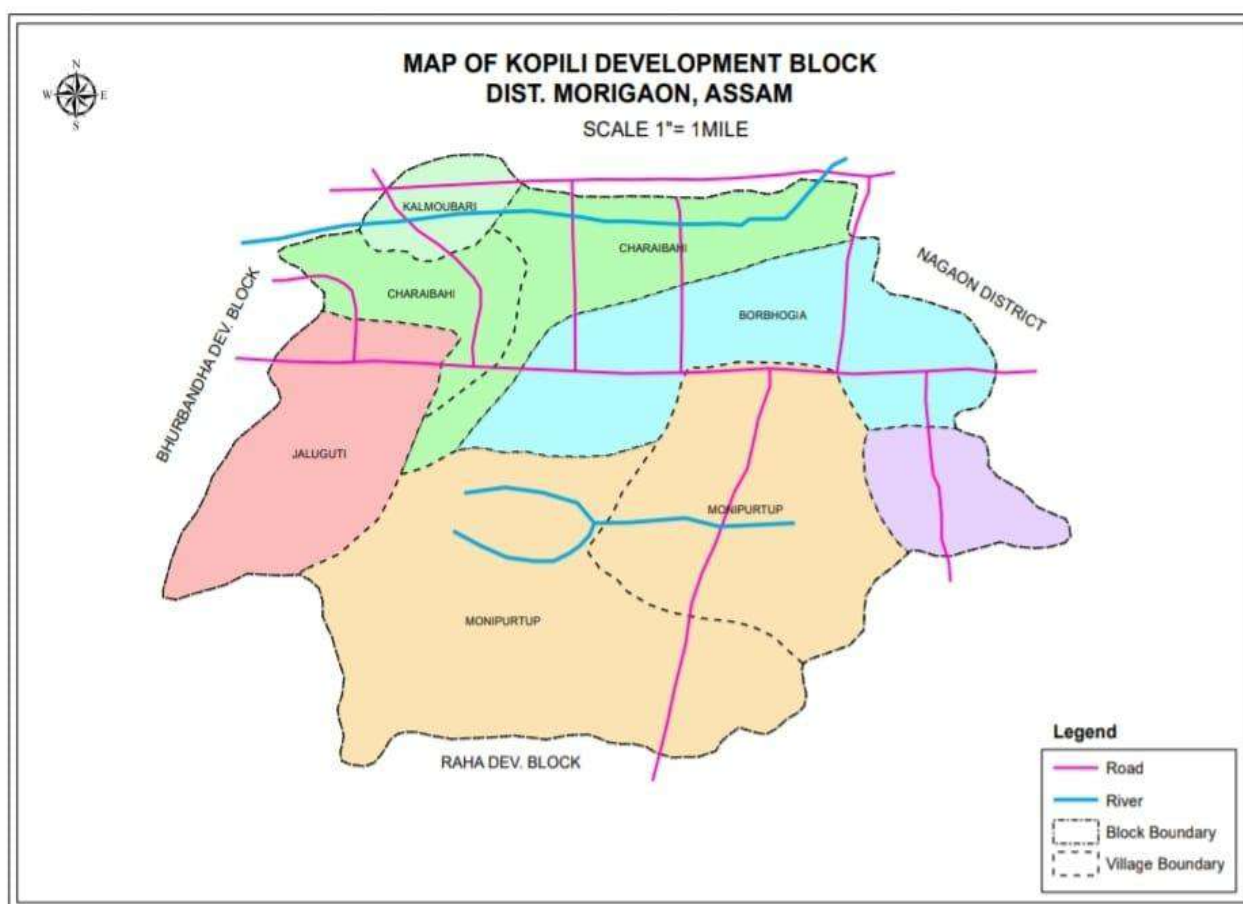 MAP OF KOPILI DEVELOPMENT BLOCK
DIST. MORIGAON, ASSAM
SCALE 1"= 1MILE
N
W
E
S
KALMOUBARI
CHARAIBAHI
CHARAIBAHI
NAGAON DISTRICT
BHURBANDHA DEV. BLOCK
BORBHOGIA
JALUGUTI
MONIPURTUP
MONIPURTUP
RAHA DEV. BLOCK
Legend
Road
River
Block Boundary
Village Boundary